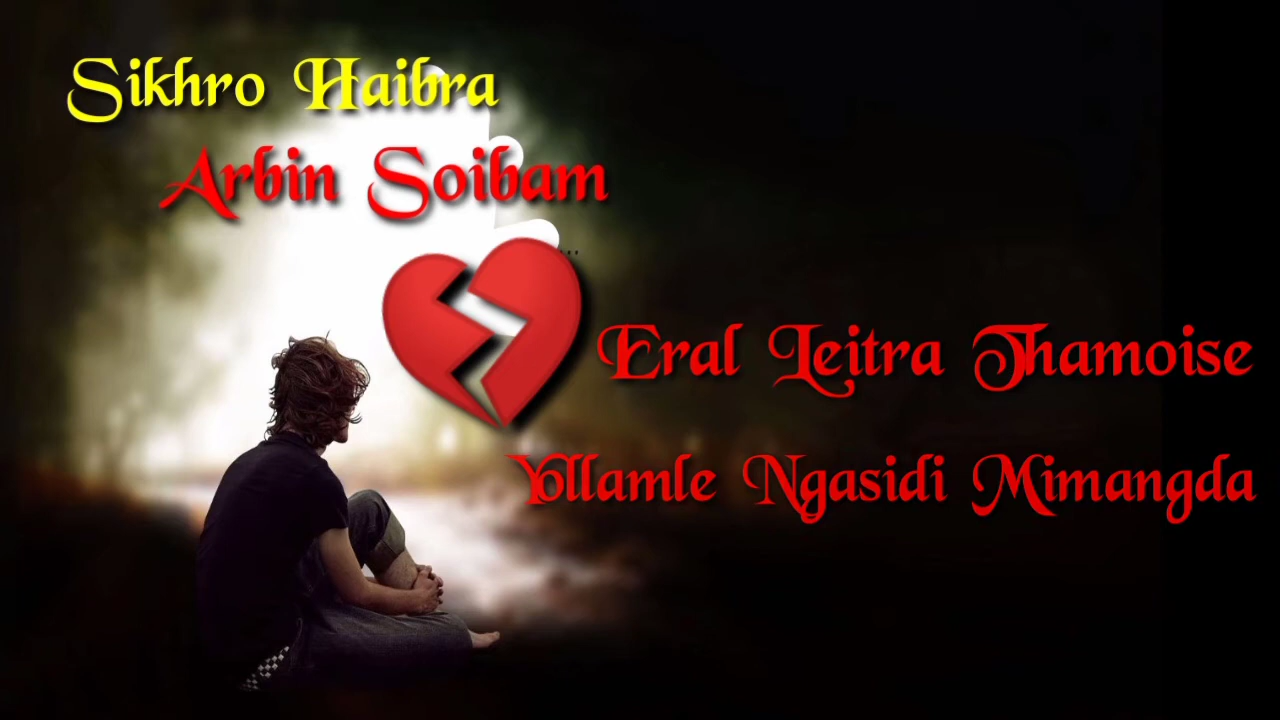 Sikhro Haibra
Arbin Soibam
...
Eral Leitra Thamoise
Yollamle Ngasidi Mimangda